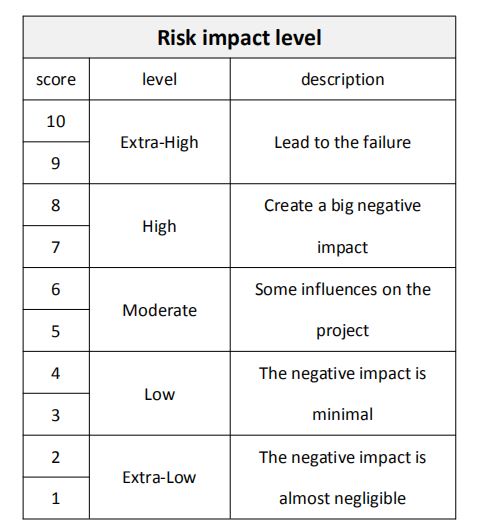 Risk impact level
score level description
10
Extra-High Lead to the failure
9
8 Create a big negative
High
7 impact
6 Some influences on the
Moderate
5 project
4 The negative impact is
Low
3 minimal
2 The negative impact is
Extra-Low
1 almost negligible